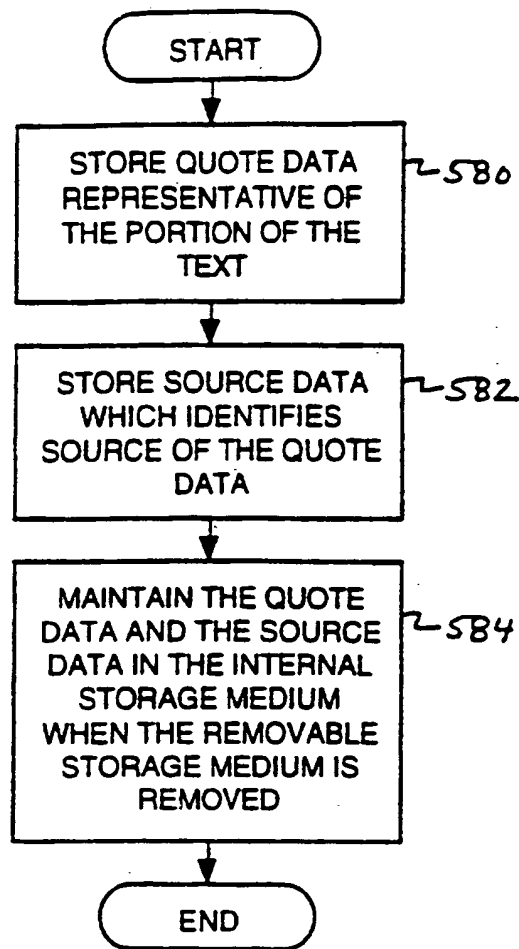 START
STORE QUOTE DATA
REPRESENTATIVE OF
THE PORTION OF THE
TEXT
580
STORE SOURCE DATA
WHICH IDENTIFIES
SOURCE OF THE QUOTE
DATA
582
MAINTAIN THE QUOTE
DATA AND THE SOURCE
DATA IN THE INTERNAL
STORAGE MEDIUM
WHEN THE REMOVABLE
STORAGE MEDIUM IS
REMOVED
584
END